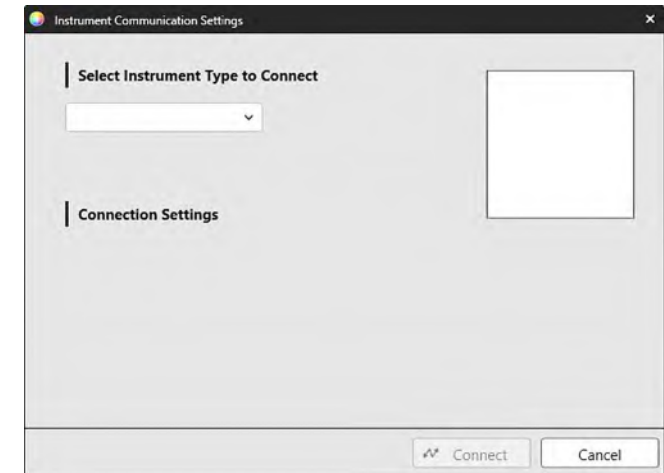 Instrument Communication Settings
Select Instrument Type to Connect
Connection Settings
Connect
Cancel